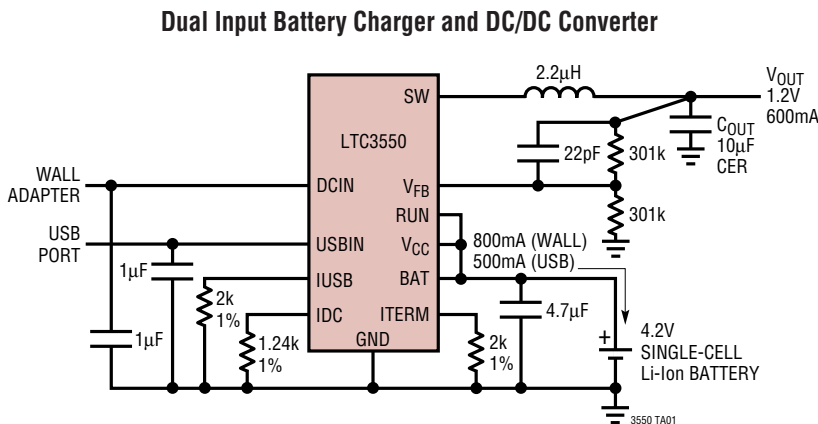 Dual Input Battery Charger and DC/DC Converter
2.2μH
VOUT
1.2V
600mA
SW
COUT
10μF
CER
LTC3550
22pF
301k
WALL
ADAPTER
DCIN
VFB
RUN
301k
USB
PORT
USBIN
VCC
800mA (WALL)
500mA (USB)
1μF
IUSB
BAT
2k
1%
IDC
ITERM
4.7μF
1μF
1.24k
1%
GND
2k
1%
+
4.2V
SINGLE-CELL
Li-Ion BATTERY
3550 TA01